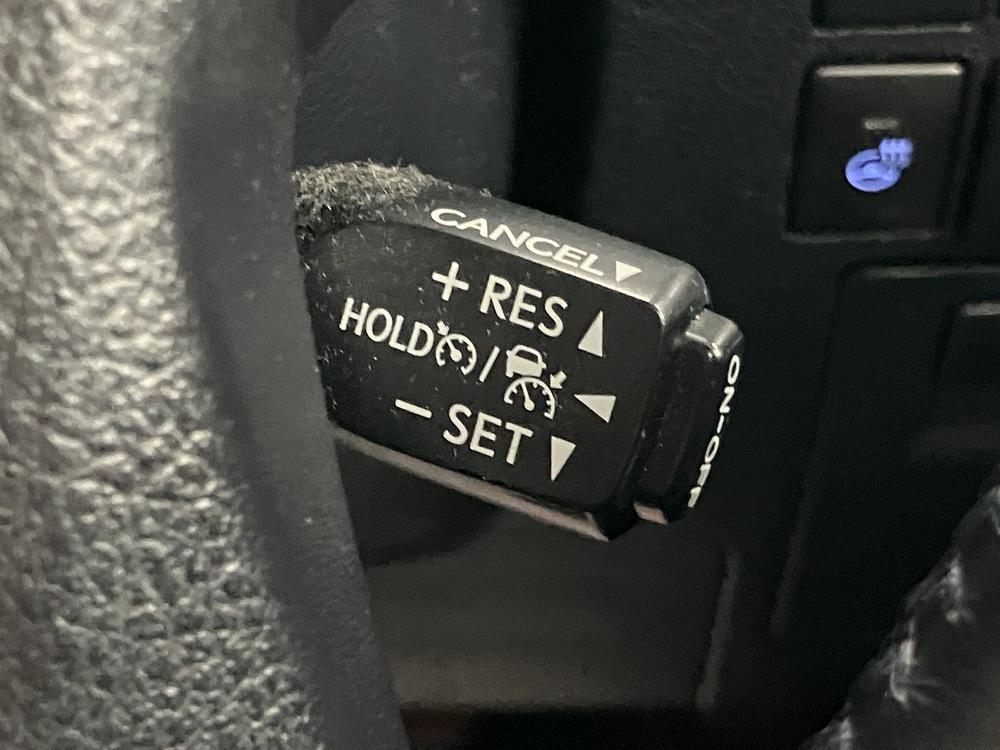 CANCEL▼
+ RES ▲
HOLD /
− SET ▼
ON-OFF